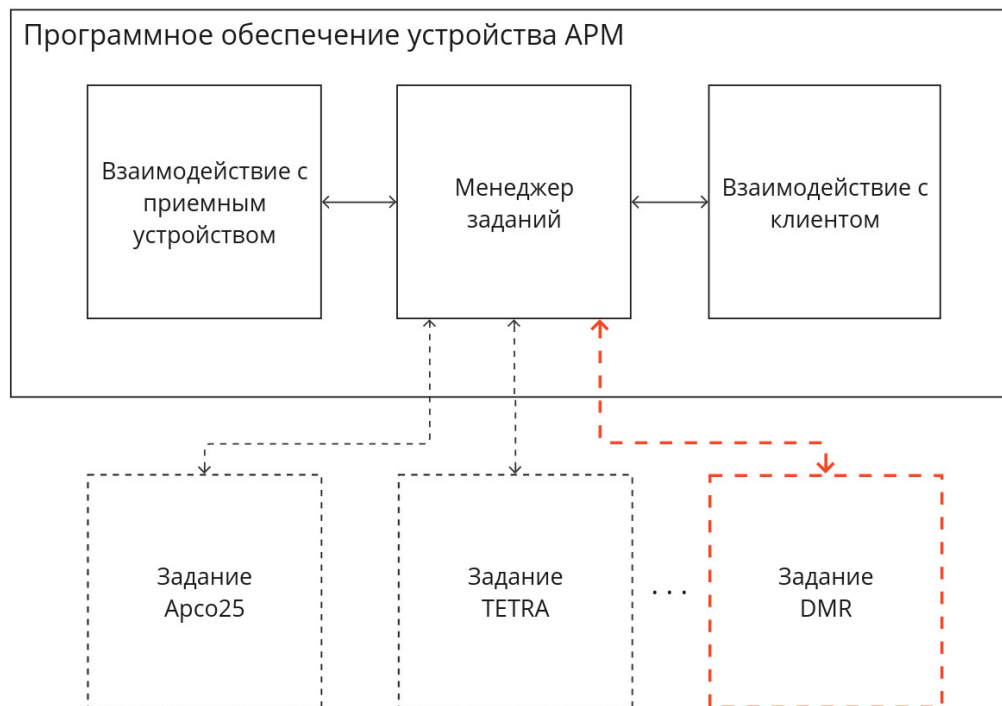 Программное обеспечение устройства АРМ
Взаимодействие с
приемным
устройством
Менеджер
заданий
Взаимодействие с
клиентом
Задание
Apco25
Задание
TETRA
. . .
Задание
DMR